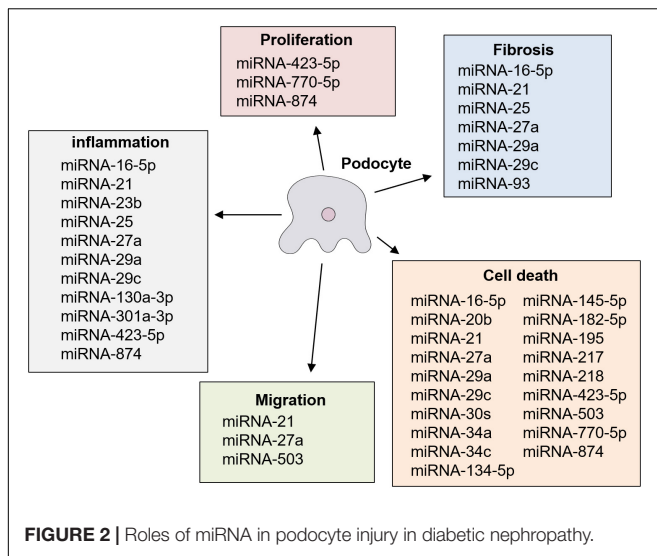 Proliferation
miRNA-423-5p
miRNA-770-5p
miRNA-874
Fibrosis
miRNA-16-5p
miRNA-21
miRNA-25
miRNA-27a
miRNA-29a
miRNA-29c
miRNA-93
inflammation
miRNA-16-5p
miRNA-21
miRNA-23b
miRNA-25
miRNA-27a
miRNA-29a
miRNA-29c
miRNA-130a-3p
miRNA-301a-3p
miRNA-423-5p
miRNA-874
Podocyte
Cell death
miRNA-16-5p miRNA-145-5p
miRNA-20b miRNA-182-5p
miRNA-21 miRNA-195
miRNA-27a miRNA-217
miRNA-29a miRNA-218
miRNA-29c miRNA-423-5p
miRNA-30s miRNA-503
miRNA-34a miRNA-770-5p
miRNA-34c miRNA-874
miRNA-134-5p
Migration
miRNA-21
miRNA-27a
miRNA-503
FIGURE 2 | Roles of miRNA in podocyte injury in diabetic nephropathy.